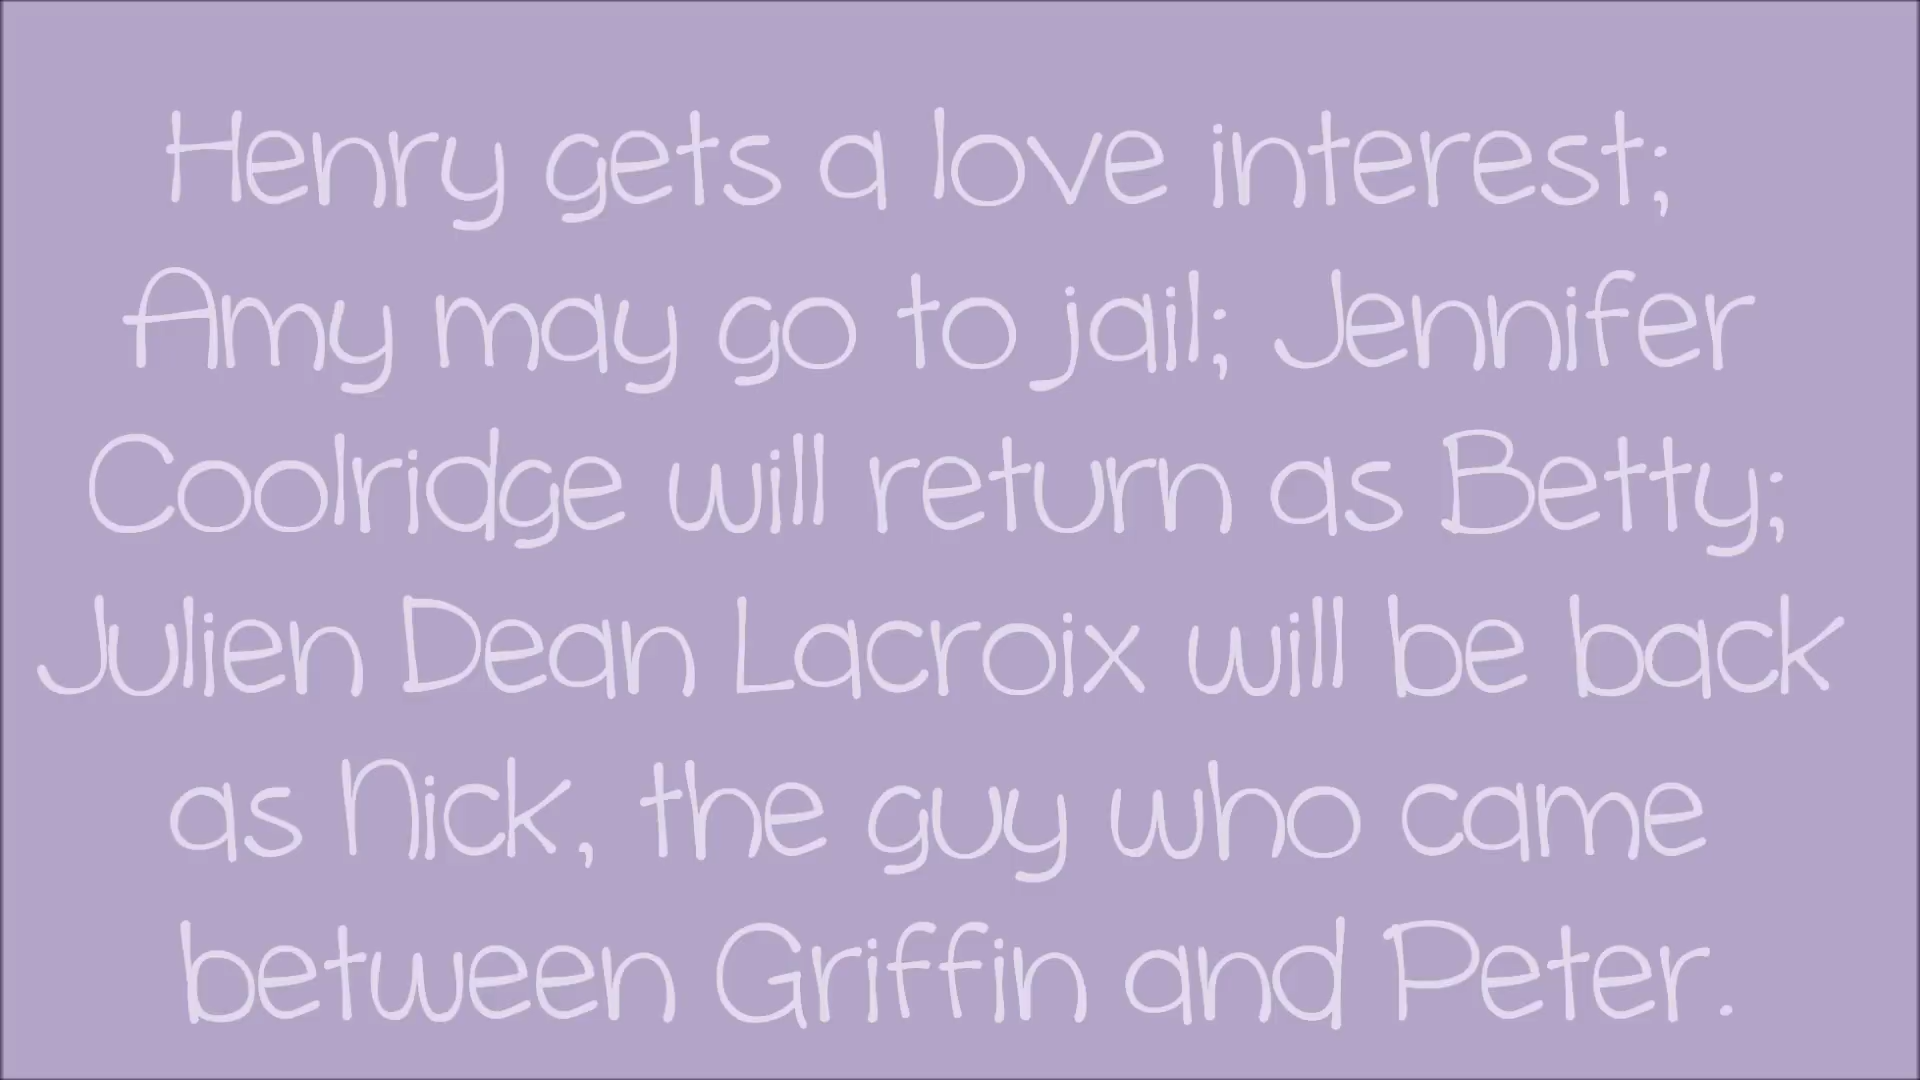 Henry gets a love interest;
Amy may go to jail; Jennifer
Coolridge will return as Betty;
Julien Dean Lacroix will be back
as Nick, the guy who came
between Griffin and Peter.